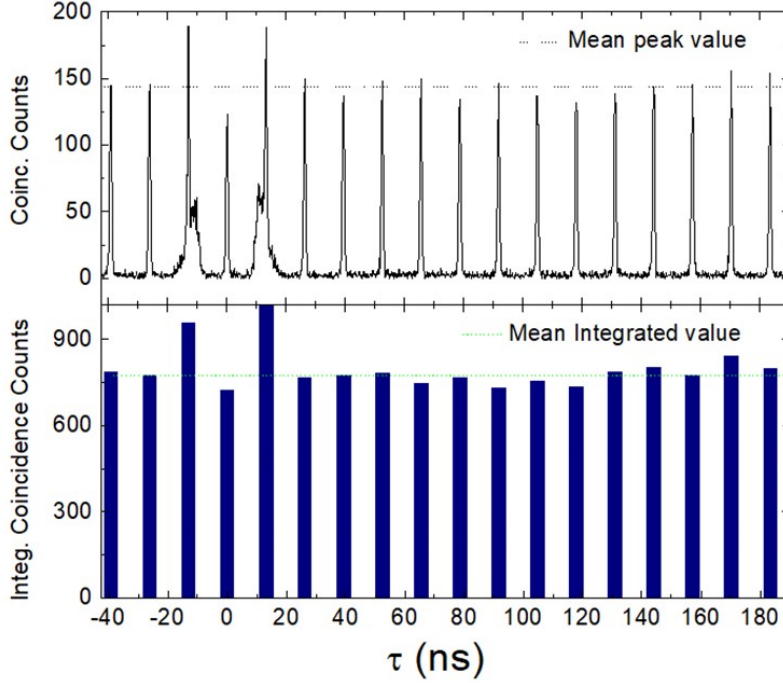 200
Mean peak value
150
100
50
0
Coinc. Counts
900
Mean Integrated value
600
300
0
Integ. Coincidence Counts
-40 -20 0 20 40 60 80 100 120 140 160 180
τ (ns)